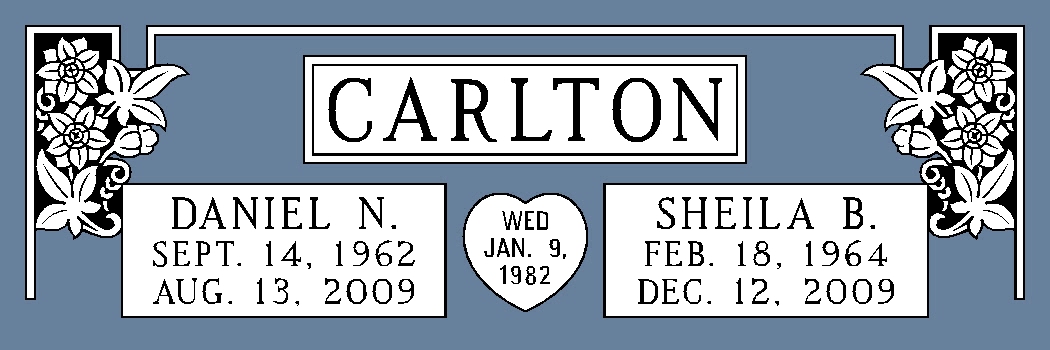 CARLTON
DANIEL N.
SEPT. 14, 1962
AUG. 13, 2009
WED
JAN. 9,
1982
SHEILA B.
FEB. 18, 1964
DEC. 12, 2009